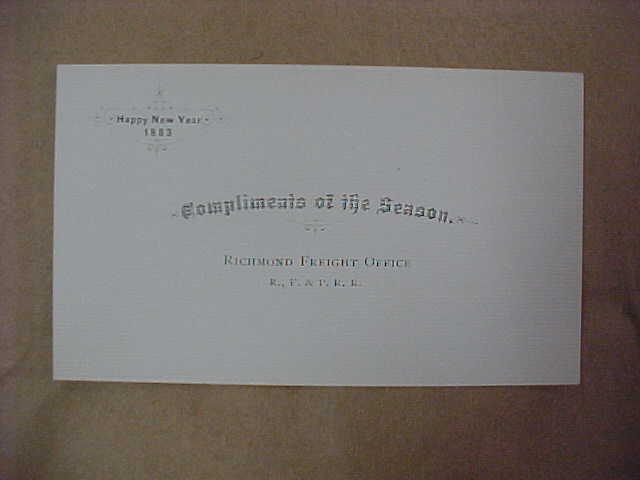 Happy New Year
1883
Compliments of the Season.
Richmond Freight Office
R., F. & P. R. R.